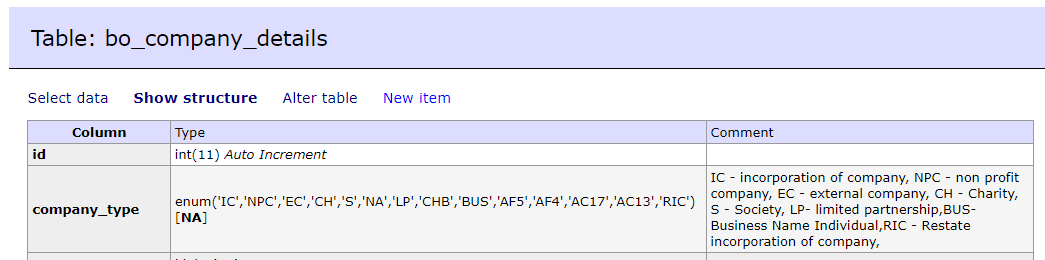 Table: bo_company_details
Select data Show structure Alter table New item
Column Type Comment
id int(11) Auto Increment
company_type enum('IC','NPC','EC','CH','S','NA','LP','CHB','BUS','AF5','AF4','AC17','AC13','RIC')
[NA]
IC - incorporation of company, NPC - non profit
company, EC - external company, CH - Charity,
S - Society, LP- limited partnership,BUS-
Business Name Individual,RIC - Restate
incorporation of company,